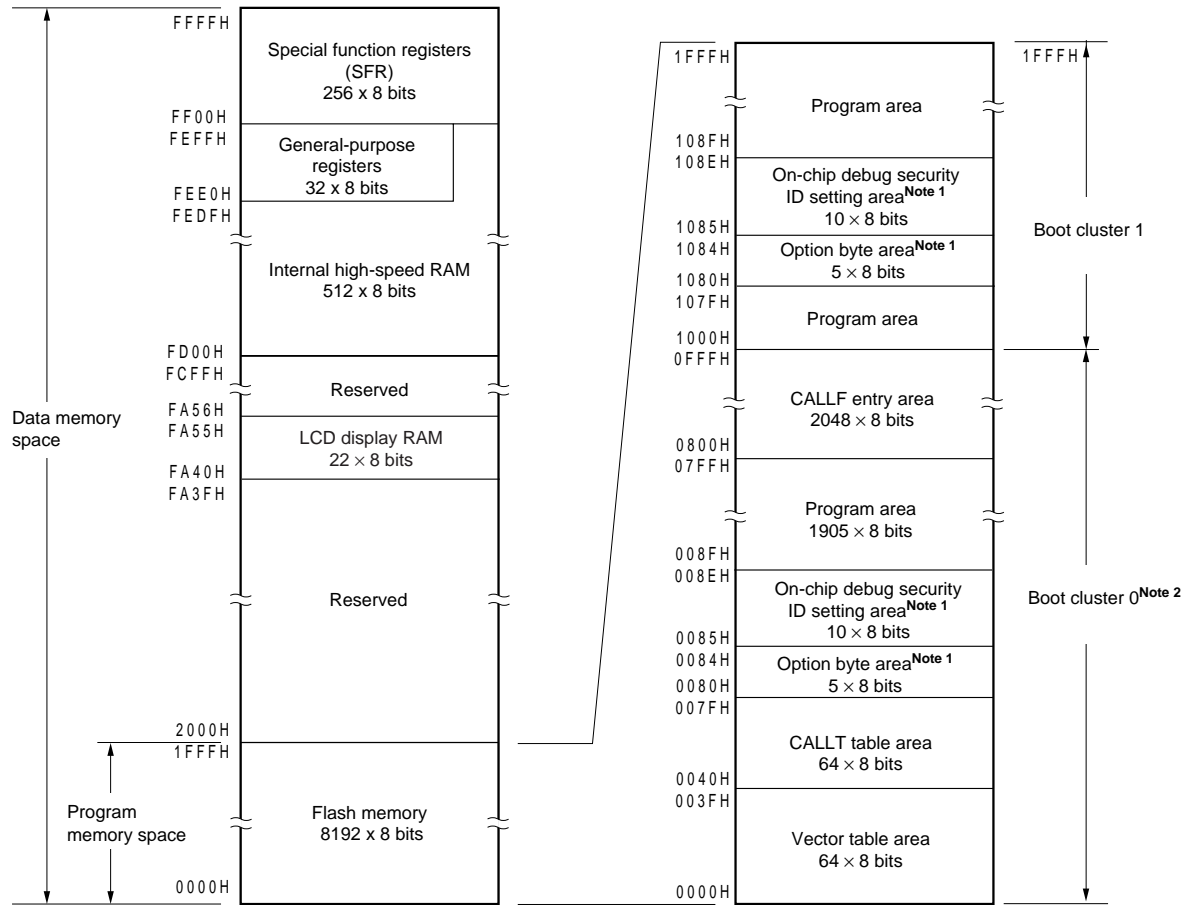 Data memory
space
Program
memory space
FFFFH
Special function registers
(SFR)
256 x 8 bits
FF00H
FEFFH
General-purpose
registers
32 x 8 bits
FEE0H
FEDFH
Internal high-speed RAM
512 x 8 bits
FD00H
FCFFH
Reserved
FA56H
FA55H
LCD display RAM
22 × 8 bits
FA40H
FA3FH
Reserved
2000H
1FFFH
Flash memory
8192 x 8 bits
0000H
1FFFH
Program area
108FH
108EH
On-chip debug security
ID setting areaNote 1
10 × 8 bits
1085H
1084H
Option byte areaNote 1
5 × 8 bits
1080H
107FH
Program area
1000H
0FFFH
CALLF entry area
2048 × 8 bits
0800H
07FFH
Program area
1905 × 8 bits
008FH
008EH
On-chip debug security
ID setting areaNote 1
10 × 8 bits
0085H
0084H
Option byte areaNote 1
5 × 8 bits
0080H
007FH
CALLT table area
64 × 8 bits
0040H
003FH
Vector table area
64 × 8 bits
0000H
1FFFH
Boot cluster 1
Boot cluster 0Note 2